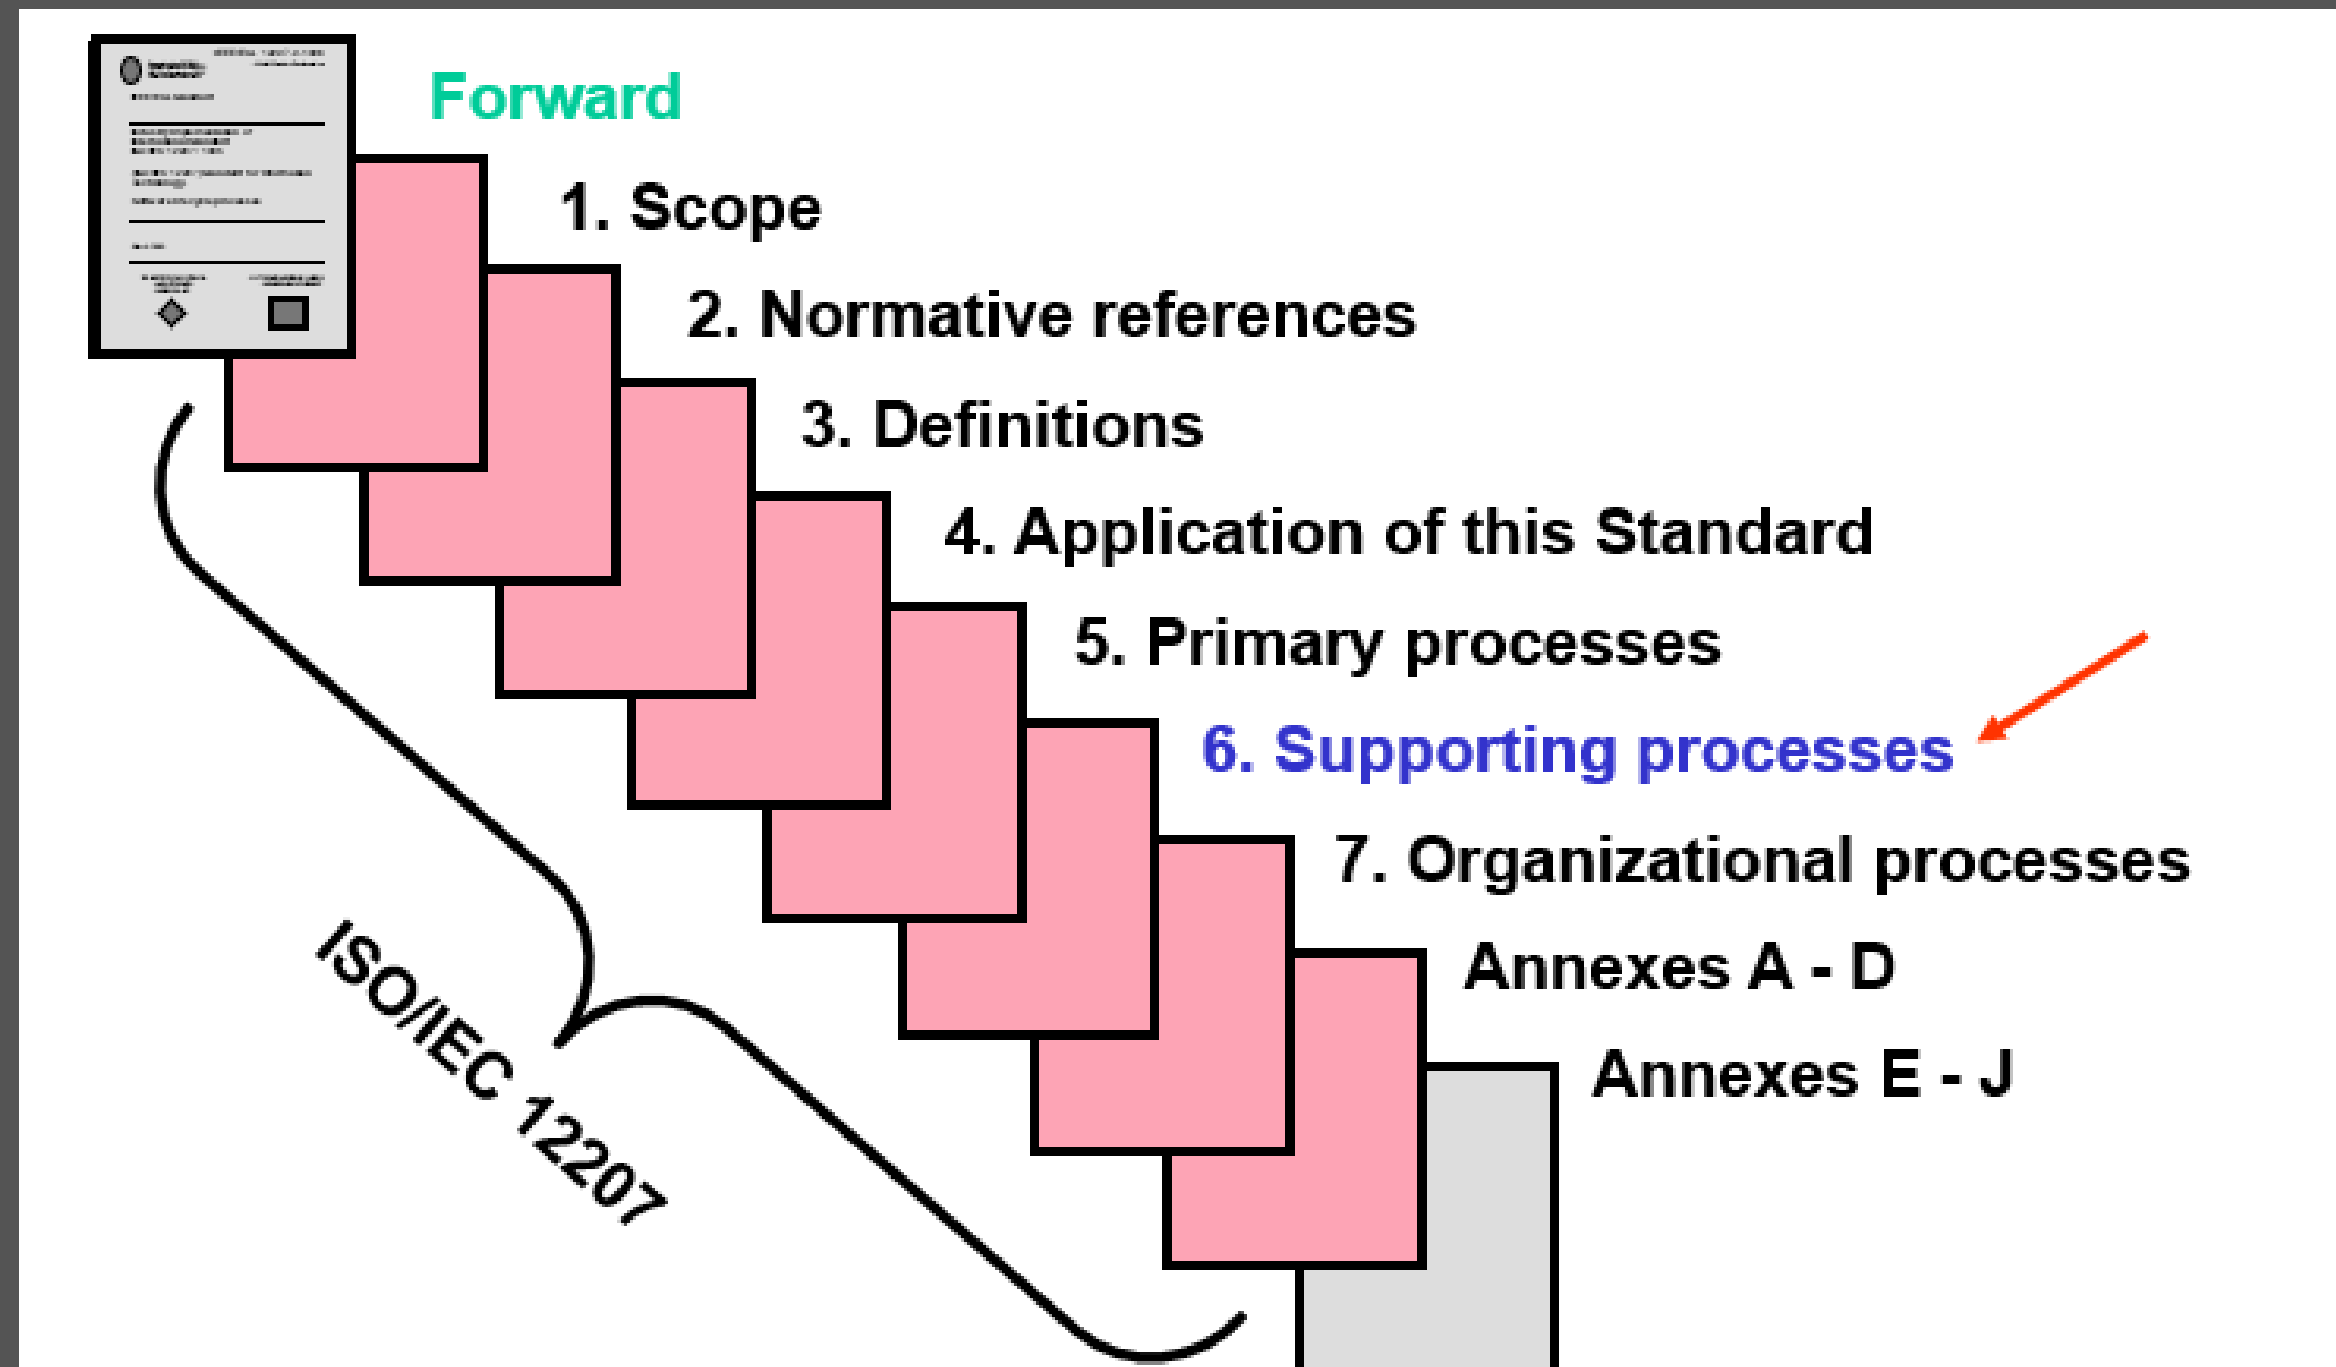 Forward
1. Scope
2. Normative references
3. Definitions
4. Application of this Standard
5. Primary processes
6. Supporting processes
7. Organizational processes
Annexes A - D
Annexes E - J
ISO/IEC 12207